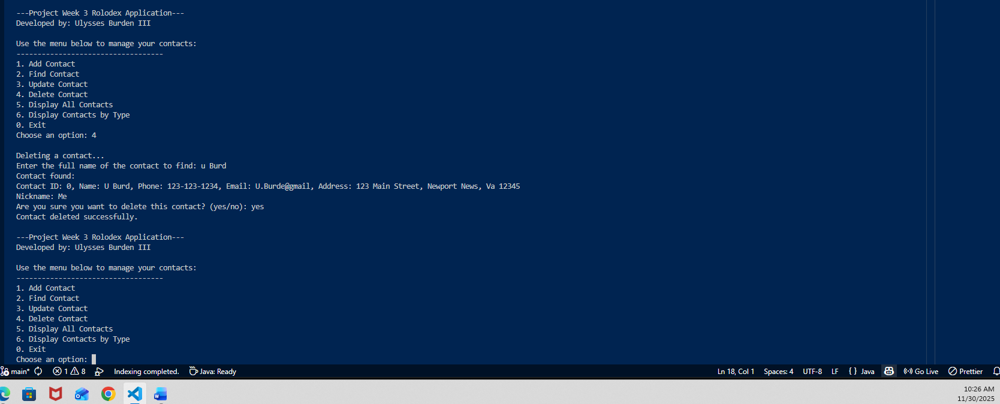 ---Project Week 3 Rolodex Application---
Developed by: Ulysses Burden III
Use the menu below to manage your contacts:
-----------------------------------
1. Add Contact
2. Find Contact
3. Update Contact
4. Delete Contact
5. Display All Contacts
6. Display Contacts by Type
0. Exit
Choose an option: 4
Deleting a contact...
Enter the full name of the contact to find: u Burd
Contact found:
Contact ID: 0, Name: U Burd, Phone: 123-123-1234, Email: U.Burde@gmail, Address: 123 Main Street, Newport News, Va 12345
Nickname: Me
Are you sure you want to delete this contact? (yes/no): yes
Contact deleted successfully.
---Project Week 3 Rolodex Application---
Developed by: Ulysses Burden III
Use the menu below to manage your contacts:
-----------------------------------
1. Add Contact
2. Find Contact
3. Update Contact
4. Delete Contact
5. Display All Contacts
6. Display Contacts by Type
0. Exit
Choose an option:
main* 1 8 Indexing completed. Java: Ready Ln 18, Col 1 Spaces: 4 UTF-8 LF { } Java Go Live Prettier
10:26 AM
11/30/2025